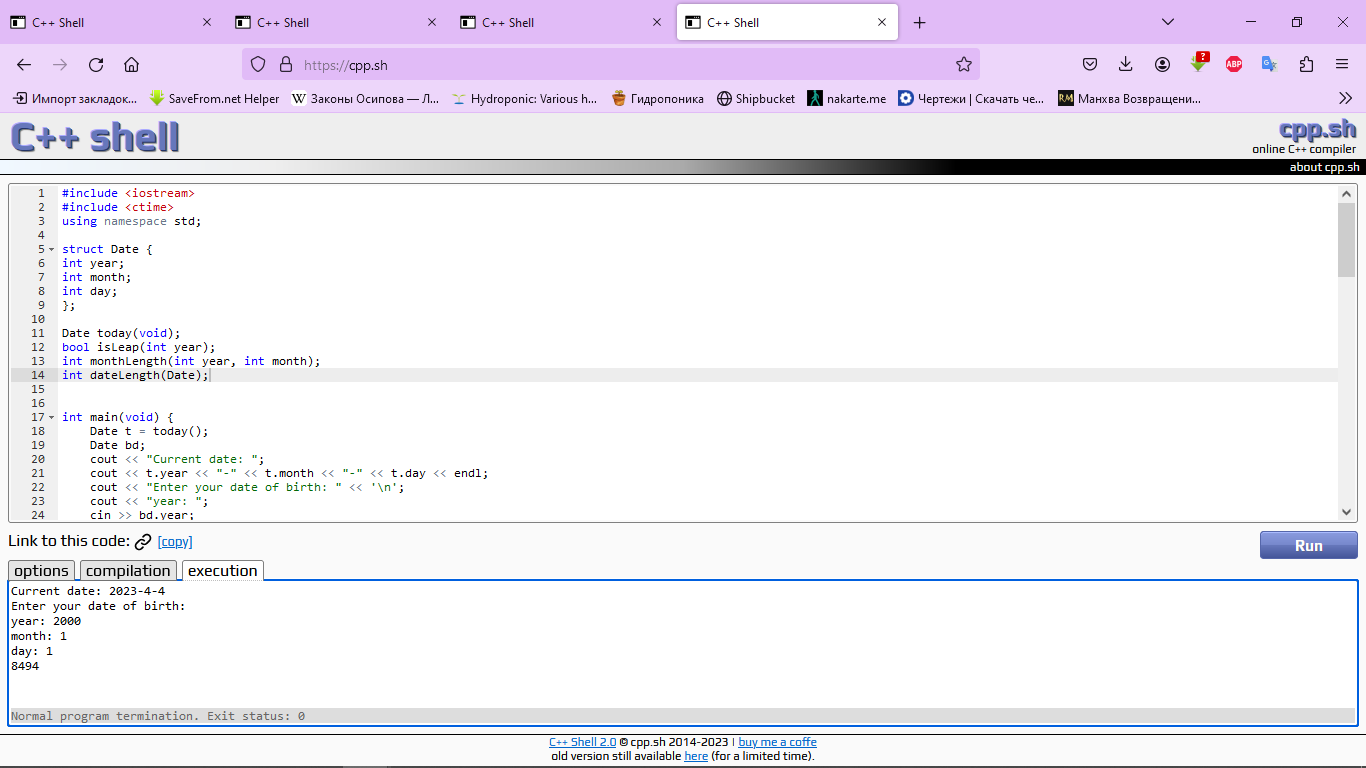 C++ Shell
C++ Shell
C++ Shell
C++ Shell
https://cpp.sh
?
ABP
Импорт закладок...
SaveFrom.net Helper
W Законы Осипова — Л...
Hydroponic: Various h...
Гидропоника
Shipbucket
nakarte.me
Чертежи | Скачать че...
RM Манхва Возвращени...
C++ shell
cpp.sh
online C++ compiler
about cpp.sh
1 #include <iostream>
2 #include <ctime>
3 using namespace std;
4
5 struct Date {
6 int year;
7 int month;
8 int day;
9 };
10
11 Date today(void);
12 bool isLeap(int year);
13 int monthLength(int year, int month);
14 int dateLength(Date);
15
16
17 int main(void) {
18     Date t = today();
19     Date bd;
20     cout << "Current date: ";
21     cout << t.year << "-" << t.month << "-" << t.day << endl;
22     cout << "Enter your date of birth: " << '\n';
23     cout << "year: ";
24     cin >> bd.year;
Link to this code: [copy]
Run
options compilation execution
Current date: 2023-4-4
Enter your date of birth:
year: 2000
month: 1
day: 1
8494
Normal program termination. Exit status: 0
C++ Shell 2.0 © cpp.sh 2014-2023 | buy me a coffe
old version still available here (for a limited time).